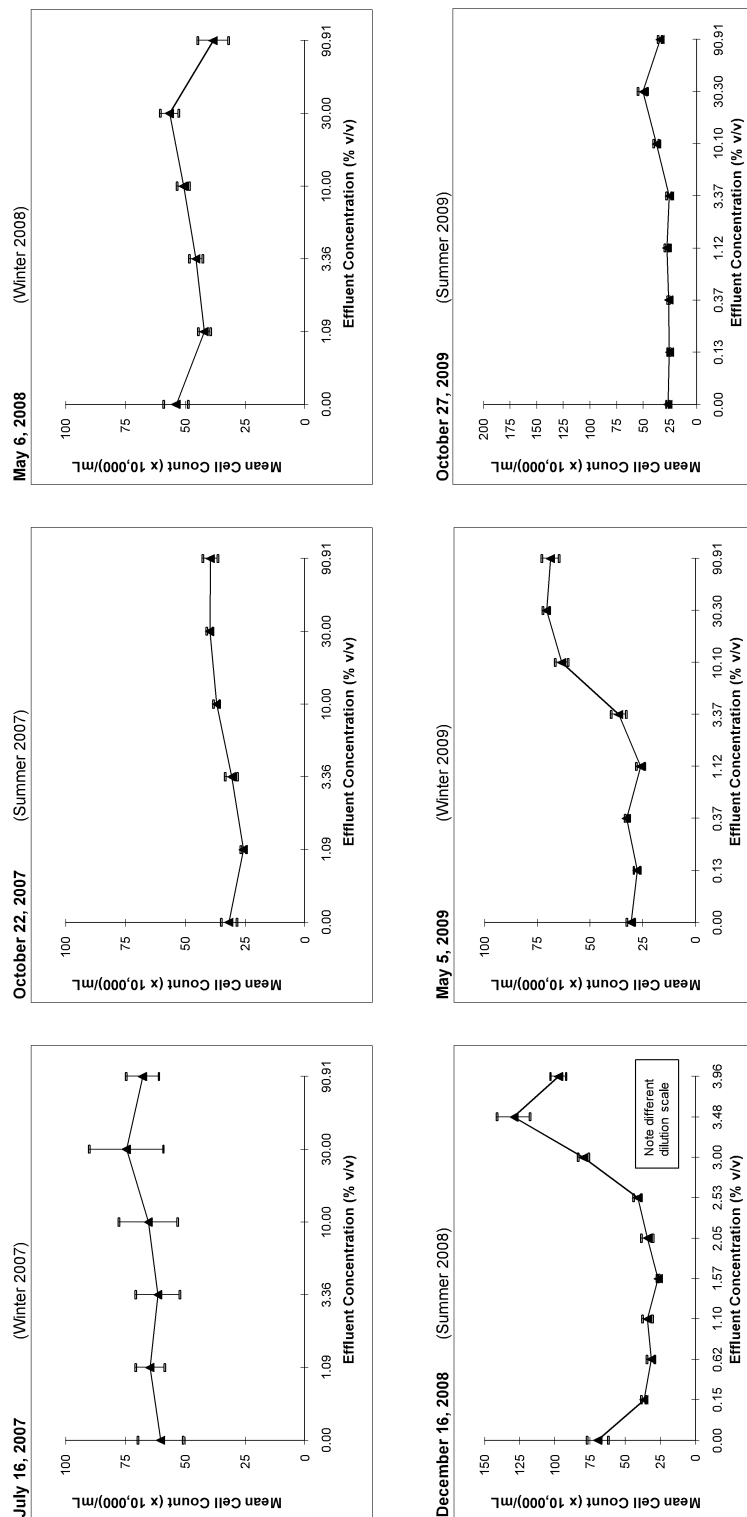 July 16, 2007 (Winter 2007)
Mean Cell Count (x 10,000)/mL
100
75
50
25
0
0.00 1.09 3.36 10.00 30.00 90.91
Effluent Concentration (% v/v)
October 22, 2007 (Summer 2007)
Mean Cell Count (x 10,000)/mL
100
75
50
25
0
0.00 1.09 3.36 10.00 30.00 90.91
Effluent Concentration (% v/v)
May 6, 2008 (Winter 2008)
Mean Cell Count (x 10,000)/mL
100
75
50
25
0
0.00 1.09 3.36 10.00 30.00 90.91
Effluent Concentration (% v/v)
December 16, 2008 (Summer 2008)
Mean Cell Count (x 10,000)/mL
150
125
100
75
50
25
0
Note different
dilution scale
0.00 0.15 0.62 1.10 1.57 2.05 2.53 3.00 3.48 3.96
Effluent Concentration (% v/v)
May 5, 2009 (Winter 2009)
Mean Cell Count (x 10,000)/mL
100
75
50
25
0
0.00 0.13 0.37 1.12 3.37 10.10 30.30 90.91
Effluent Concentration (% v/v)
October 27, 2009 (Summer 2009)
Mean Cell Count (x 10,000)/mL
200
175
150
125
100
75
50
25
0
0.00 0.13 0.37 1.12 3.37 10.10 30.30 90.91
Effluent Concentration (% v/v)